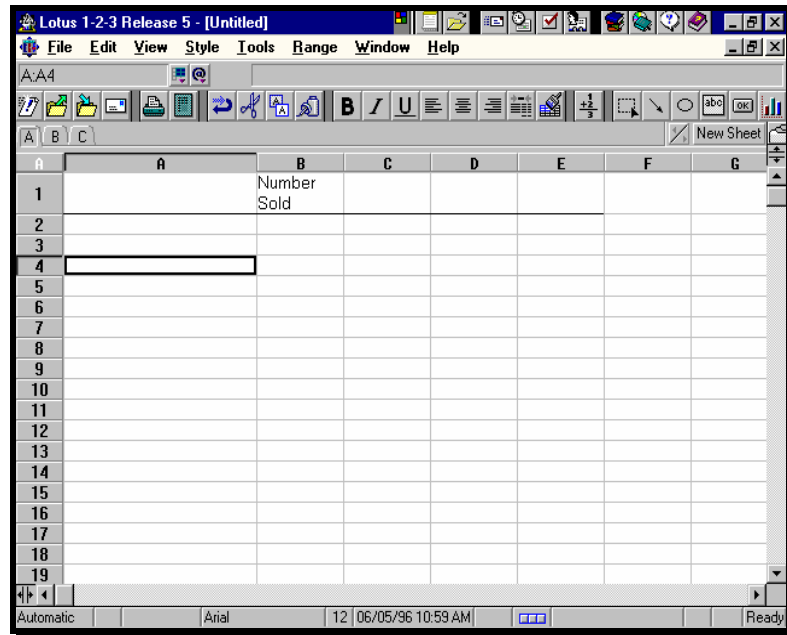 Lotus 1-2-3 Release 5 - [Untitled]
File Edit View Style Tools Range Window Help
A:A4
B I U abc OK
A B C New Sheet
A A B C D E F G
1 Number
Sold
2
3
4
5
6
7
8
9
10
11
12
13
14
15
16
17
18
19
Automatic Arial 12 06/05/96 10:59 AM Ready